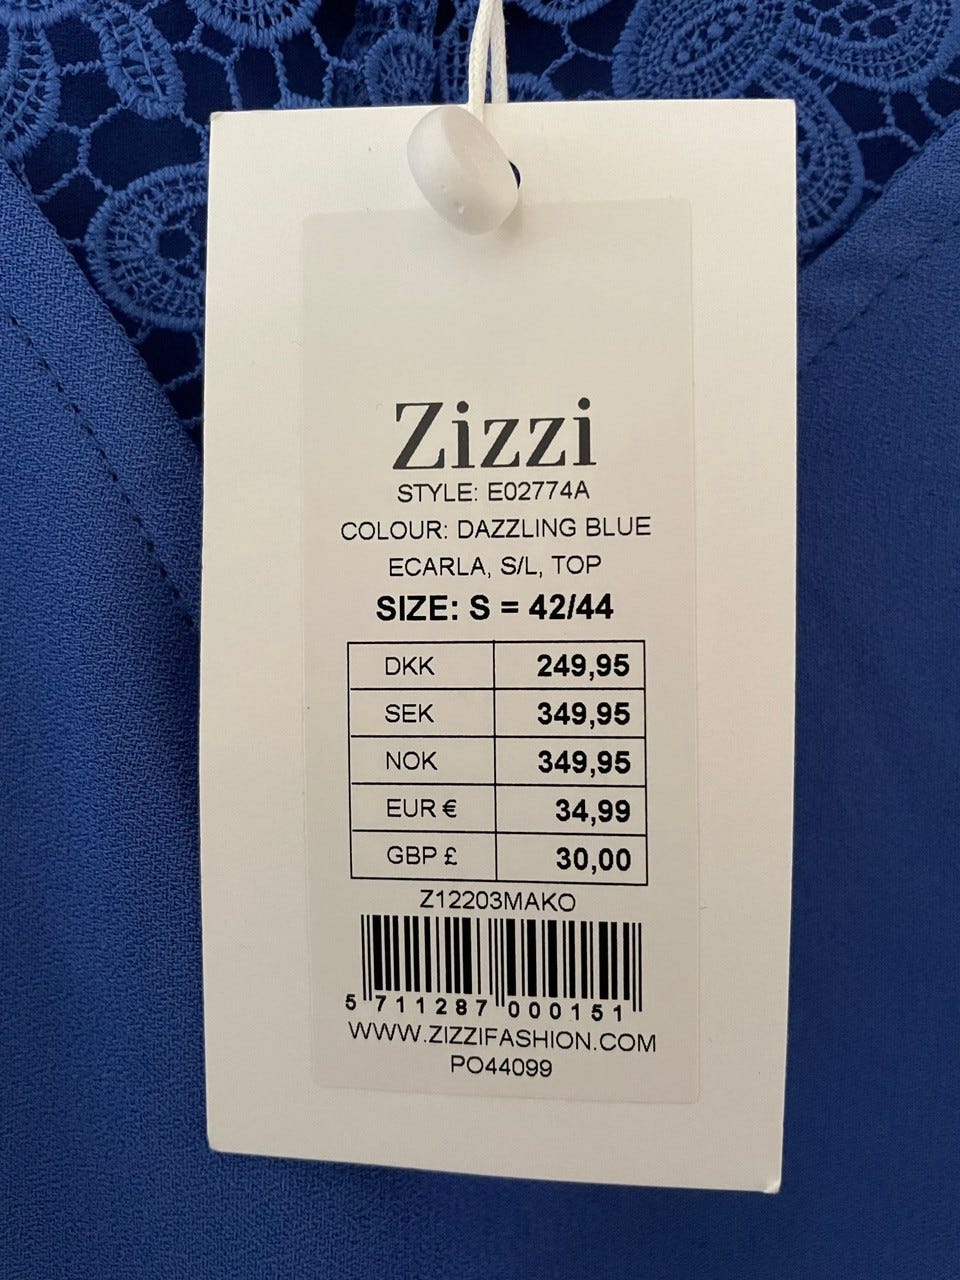 Zizzi
STYLE: E02774A
COLOUR: DAZZLING BLUE
ECARLA, S/L, TOP
SIZE: S = 42/44
DKK 249,95
SEK 349,95
NOK 349,95
EUR € 34,99
GBP £ 30,00
Z12203MAKO
5 711287 000151
WWW.ZIZZIFASHION.COM
PO44099